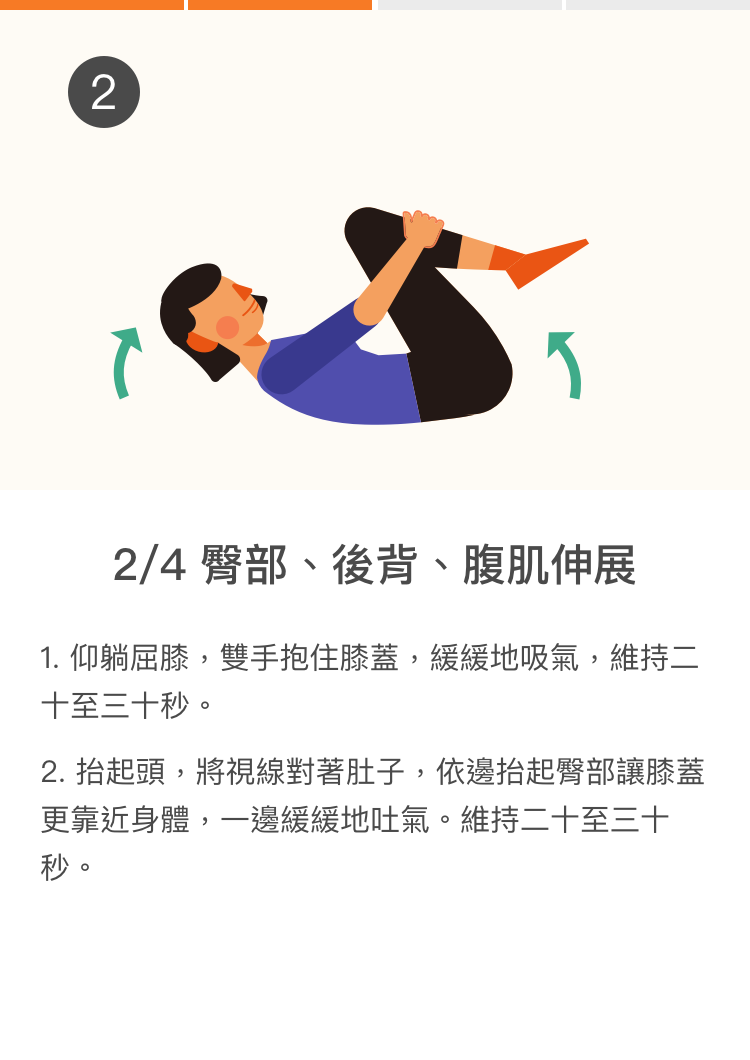 2
2/4 臀部、後背、腹肌伸展
1. 仰躺屈膝，雙手抱住膝蓋，緩緩地吸氣，維持二
十至三十秒。
2. 抬起頭，將視線對著肚子，依邊抬起臀部讓膝蓋
更靠近身體，一邊緩緩地吐氣。維持二十至三十
秒。